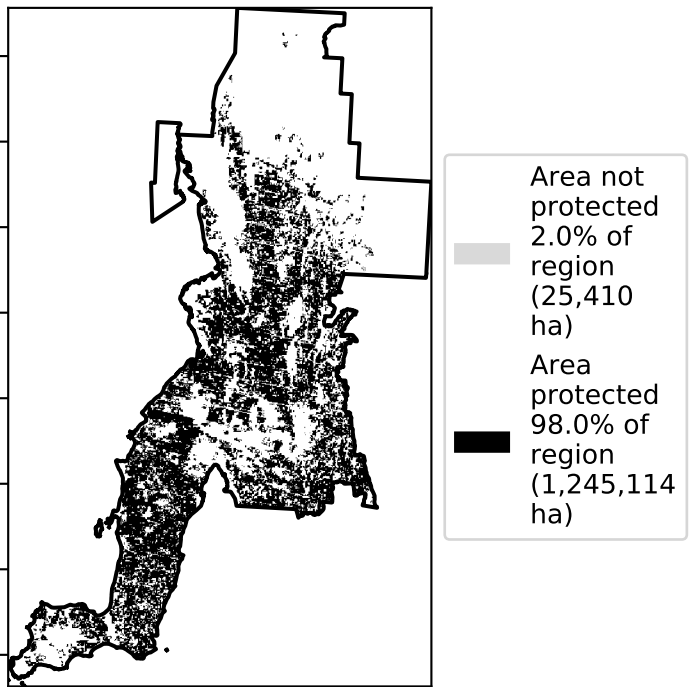 Area not
protected
2.0% of
region
(25,410
ha)
Area
protected
98.0% of
region
(1,245,114
ha)